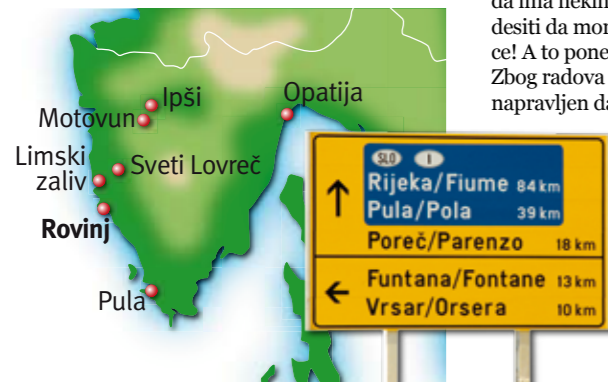 da ima nekim
desiti da mor
ce! A to pone
Zbog radova
napravljen da
Ipši
Motovun
Opatija
Limski
zaliv
Sveti Lovreč
Rovinj
Pula
SLO I
Rijeka/Fiume 84 km
Pula/Pola 39 km
Poreč/Parenzo 18 km
Funtana/Fontane 13 km
Vrsar/Orsera 10 km